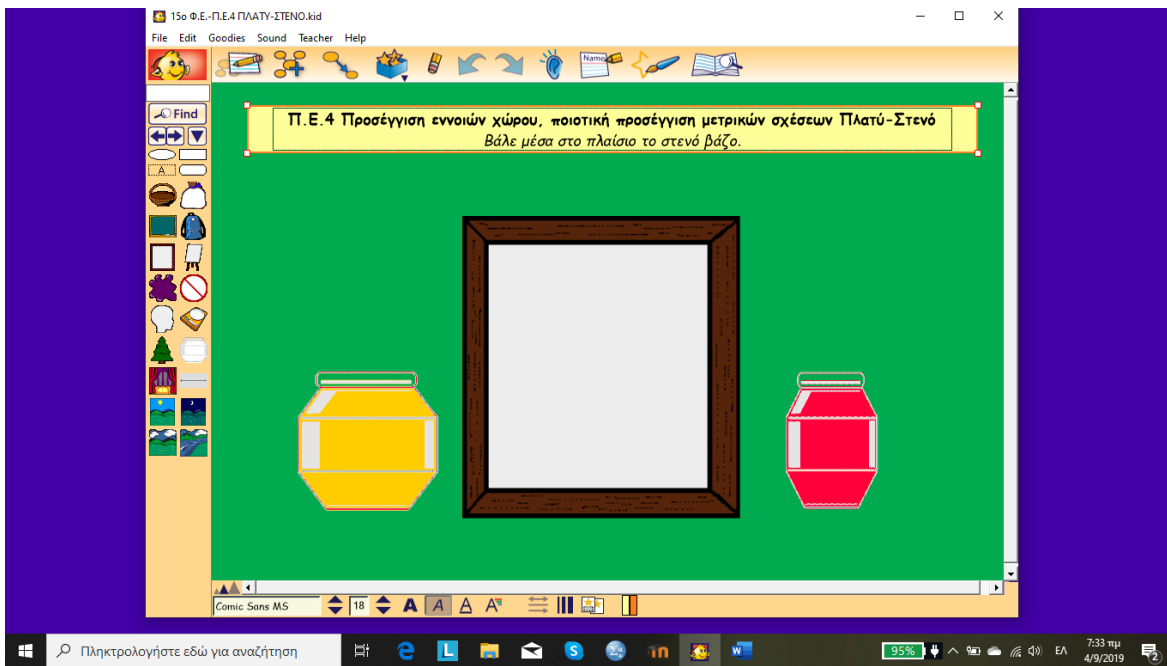 15ο Φ.Ε.-Π.Ε.4 ΠΛΑΤΥ-ΣΤΕΝΟ.kid
File Edit Goodies Sound Teacher Help
Name
Find
A
Π.Ε.4 Προσέγγιση εννοιών χώρου, ποιοτική προσέγγιση μετρικών σχέσεων Πλατύ-Στενό
Βάλε μέσα στο πλαίσιο το στενό βάζο.
Comic Sans MS 18 A A A A
Πληκτρολογήστε εδώ για αναζήτηση
95% ΕΛ 7:33 πμ
4/9/2019 2